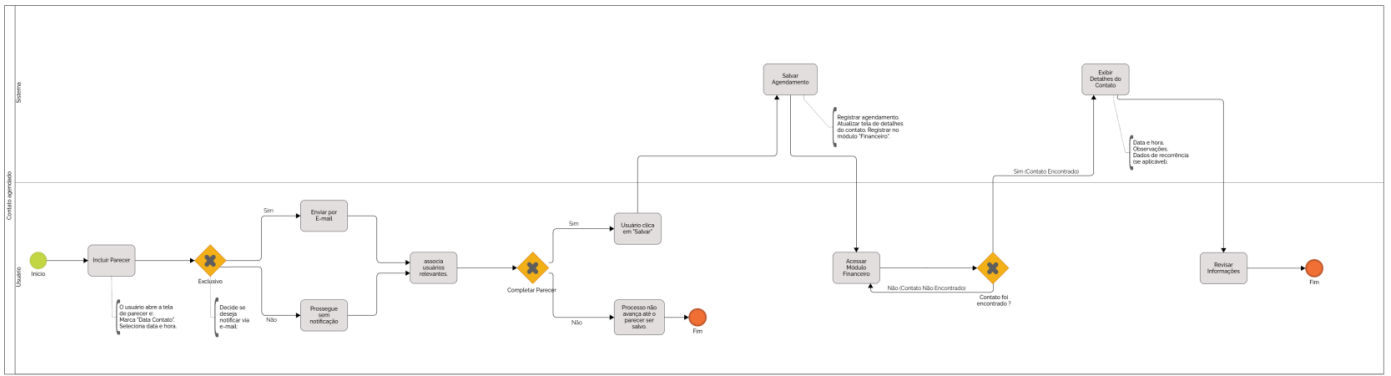 Contato agendado
Sistema
Usuário
Início
Incluir Parecer
O usuário abre a tela
de parecer e:
Marca "Data Contato".
Seleciona data e hora.
Exclusivo
Decide se
deseja
notificar via
e-mail:
Sim
Não
Enviar por
E-mail
Prossegue
sem
notificação
associa
usuários
relevantes.
Completar Parecer
Sim
Não
Usuário clica
em "Salvar"
Processo não
avança até o
parecer ser
salvo.
Fim
Salvar
Agendamento
Registrar agendamento.
Atualizar tela de detalhes
do contato. Registrar no
módulo "Financeiro".
Acessar
Módulo
Financeiro
Não (Contato Não Encontrado)
Contato foi
encontrado ?
Sim (Contato Encontrado)
Exibir
Detalhes do
Contato
Data e hora.
Observações.
Dados de recorrência
(se aplicável).
Revisar
Informações
Fim